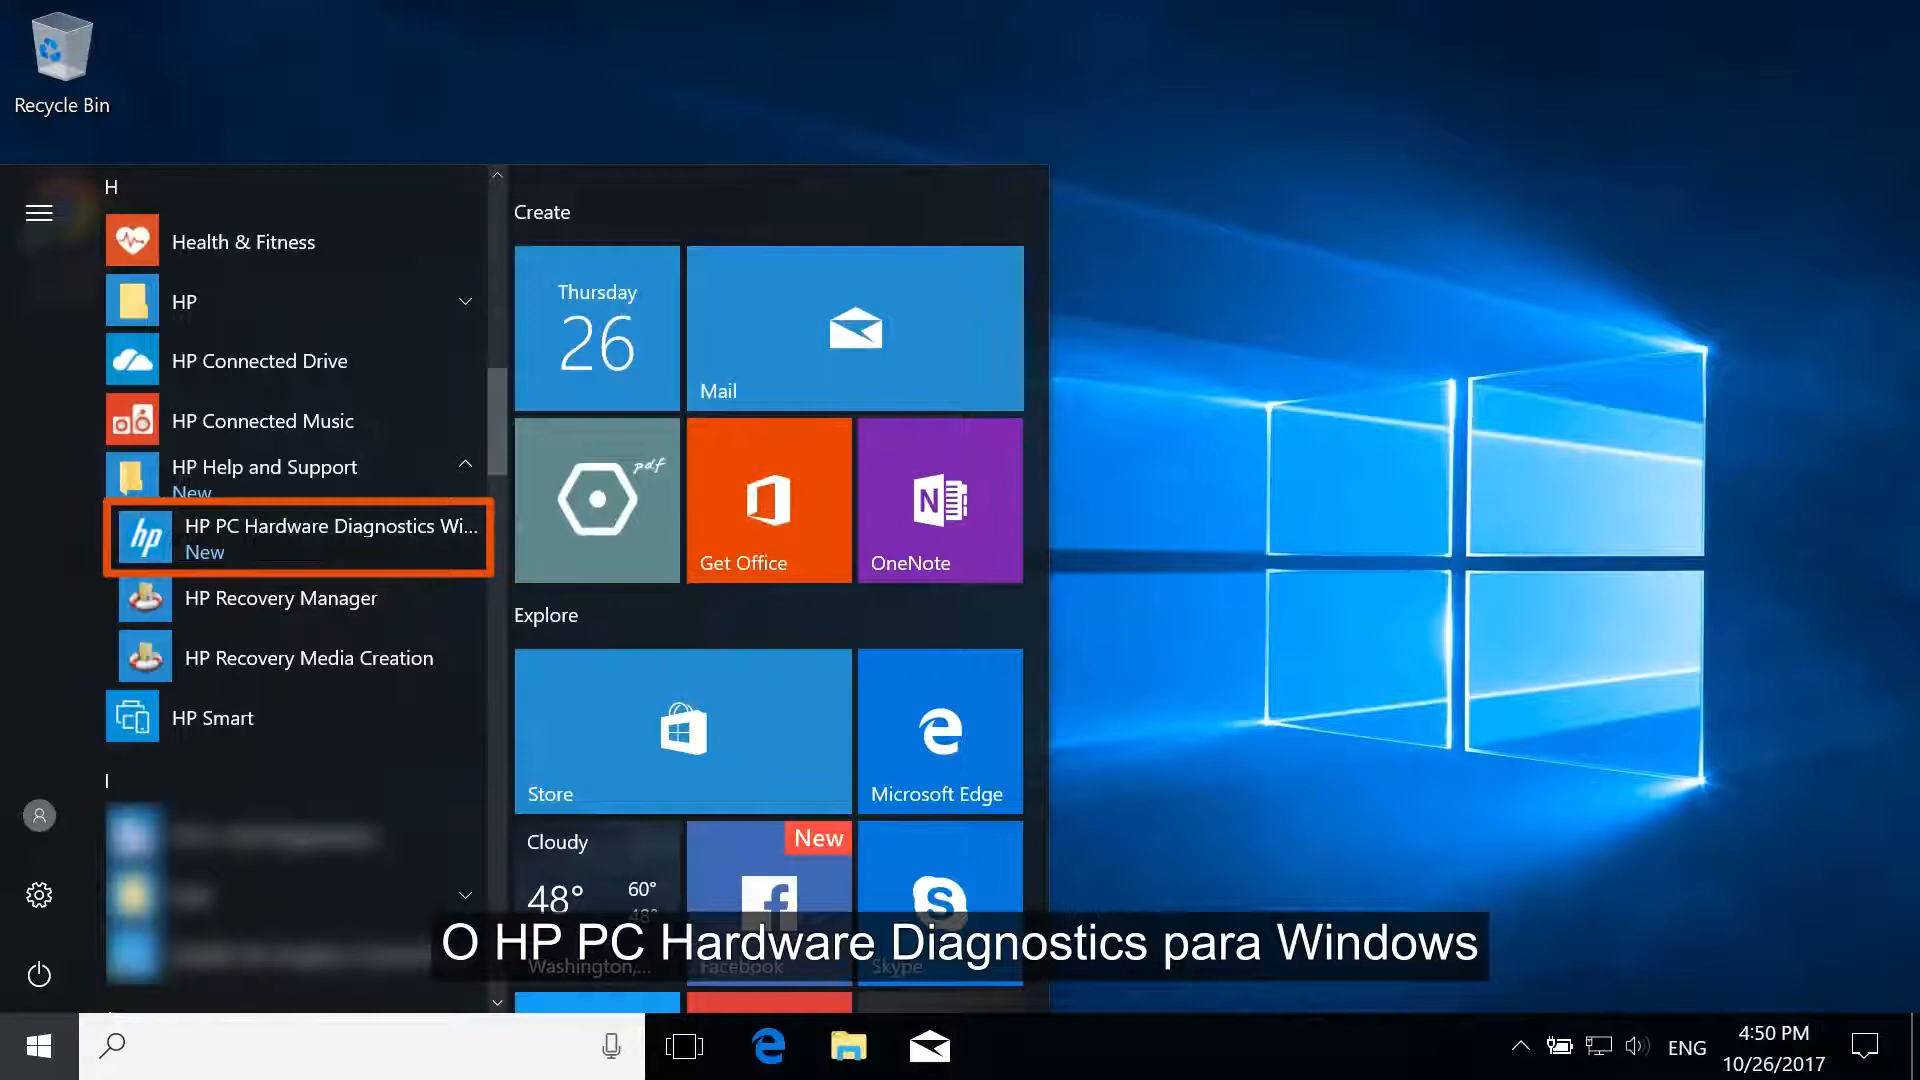 Recycle Bin
H
Health & Fitness
HP
HP Connected Drive
HP Connected Music
HP Help and Support
New
hp
HP PC Hardware Diagnostics Wi...
New
HP Recovery Manager
HP Recovery Media Creation
HP Smart
I
Create
Thursday
26
Mail
pdf
Get Office
N
OneNote
Explore
Store
Microsoft Edge
Cloudy
48°
60°
48°
Washington,...
New
Facebook
Skype
O HP PC Hardware Diagnostics para Windows
ENG
4:50 PM
10/26/2017